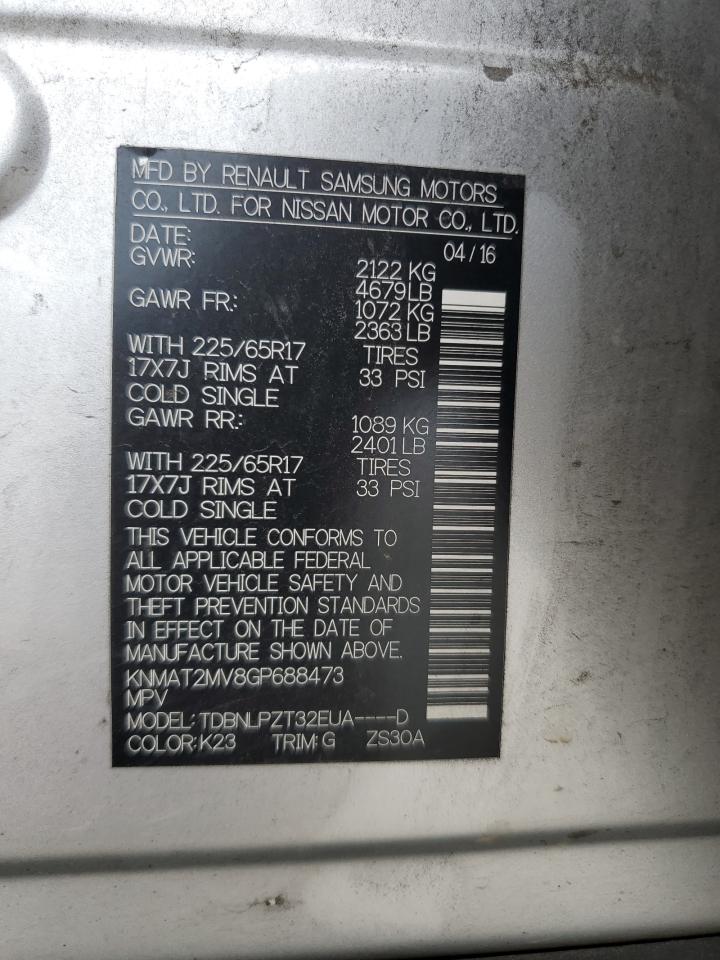 MFD BY RENAULT SAMSUNG MOTORS
CO., LTD. FOR NISSAN MOTOR CO., LTD.
DATE: 04/16
GVWR: 2122 KG
4679 LB
GAWR FR.: 1072 KG
2363 LB
WITH 225/65R17 TIRES
17X7J RIMS AT 33 PSI
COLD SINGLE
GAWR RR.: 1089 KG
2401 LB
WITH 225/65R17 TIRES
17X7J RIMS AT 33 PSI
COLD SINGLE
THIS VEHICLE CONFORMS TO
ALL APPLICABLE FEDERAL
MOTOR VEHICLE SAFETY AND
THEFT PREVENTION STANDARDS
IN EFFECT ON THE DATE OF
MANUFACTURE SHOWN ABOVE.
KNMAT2MV8GP688473
MPV
MODEL: TDBNLPZT32EUA----D
COLOR: K23 TRIM: G ZS30A